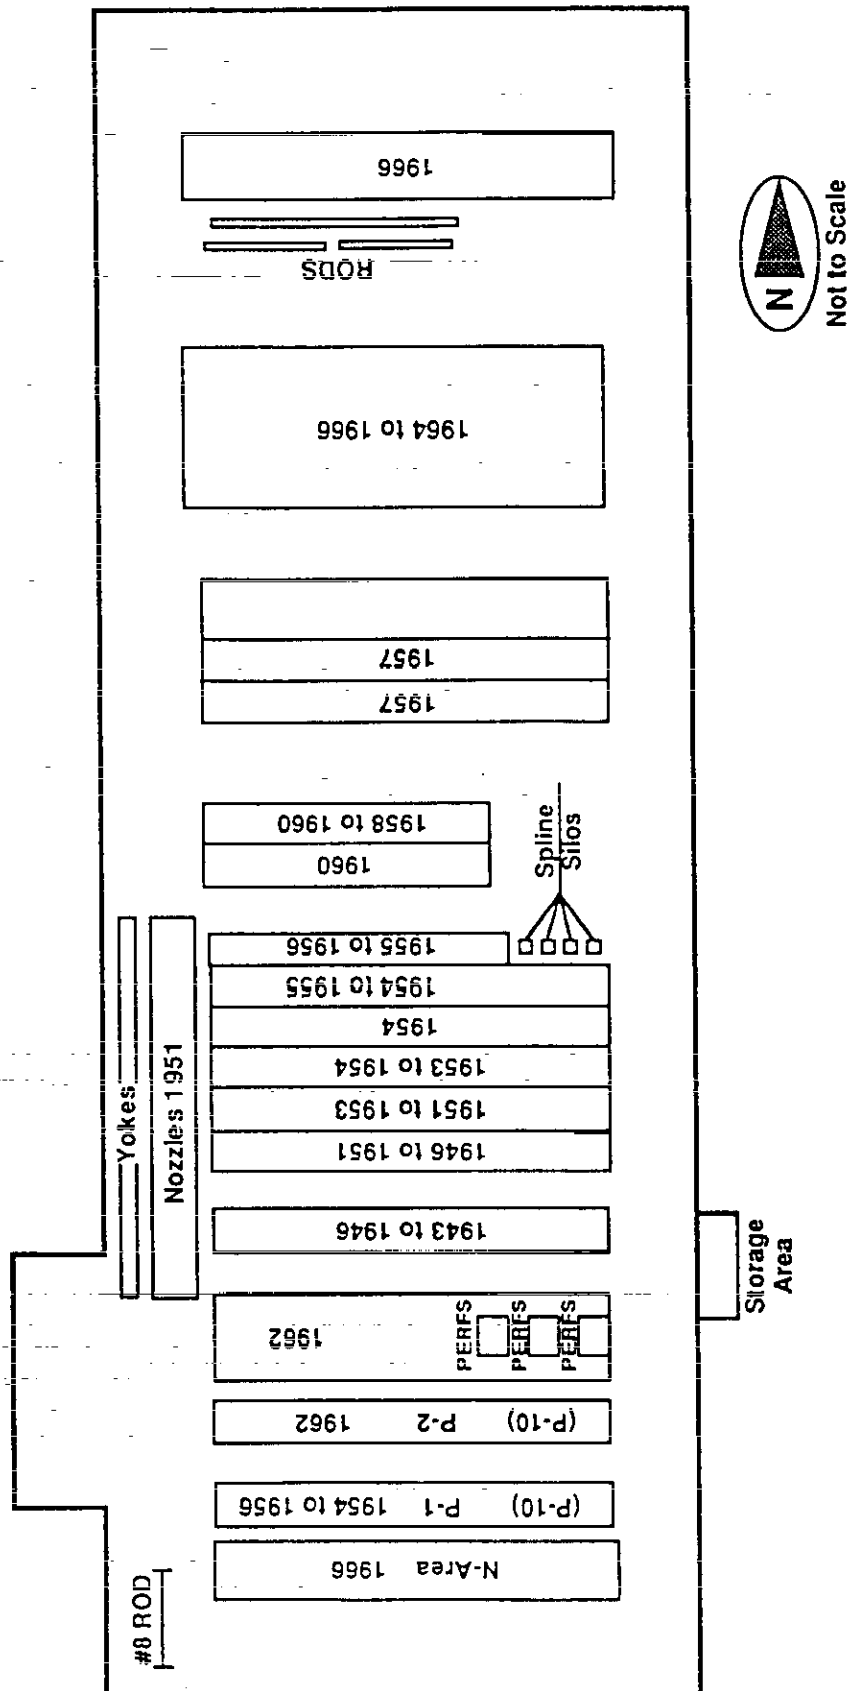 1966
RODS
N
Not to Scale
1964 to 1966
1957
1957
1958 to 1960
1960
Spline
Silos
1955 to 1956
1954 to 1955
1954
1953 to 1954
1951 to 1953
1946 to 1951
Yokes
Nozzles 1951
1943 to 1946
Storage
Area
1962
PERFS
PERFS
PERFS
(P-10) P-2 1962
(P-10) P-1 1954 to 1956
N-Area 1966
#8 ROD